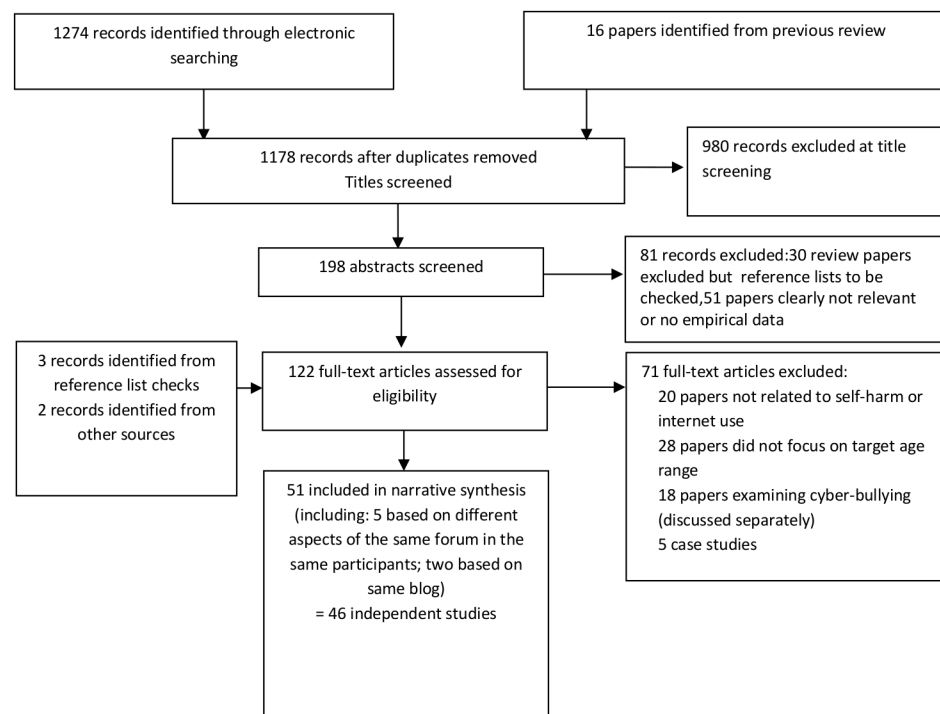 1274 records identified through electronic
searching
16 papers identified from previous review
1178 records after duplicates removed
Titles screened
980 records excluded at title
screening
198 abstracts screened
81 records excluded:30 review papers
excluded but reference lists to be
checked,51 papers clearly not relevant
or no empirical data
3 records identified from
reference list checks
2 records identified from
other sources
122 full-text articles assessed for
eligibility
71 full-text articles excluded:
20 papers not related to self-harm or
internet use
28 papers did not focus on target age
range
18 papers examining cyber-bullying
(discussed separately)
5 case studies
51 included in narrative synthesis
(including: 5 based on different
aspects of the same forum in the
same participants; two based on
same blog)
= 46 independent studies